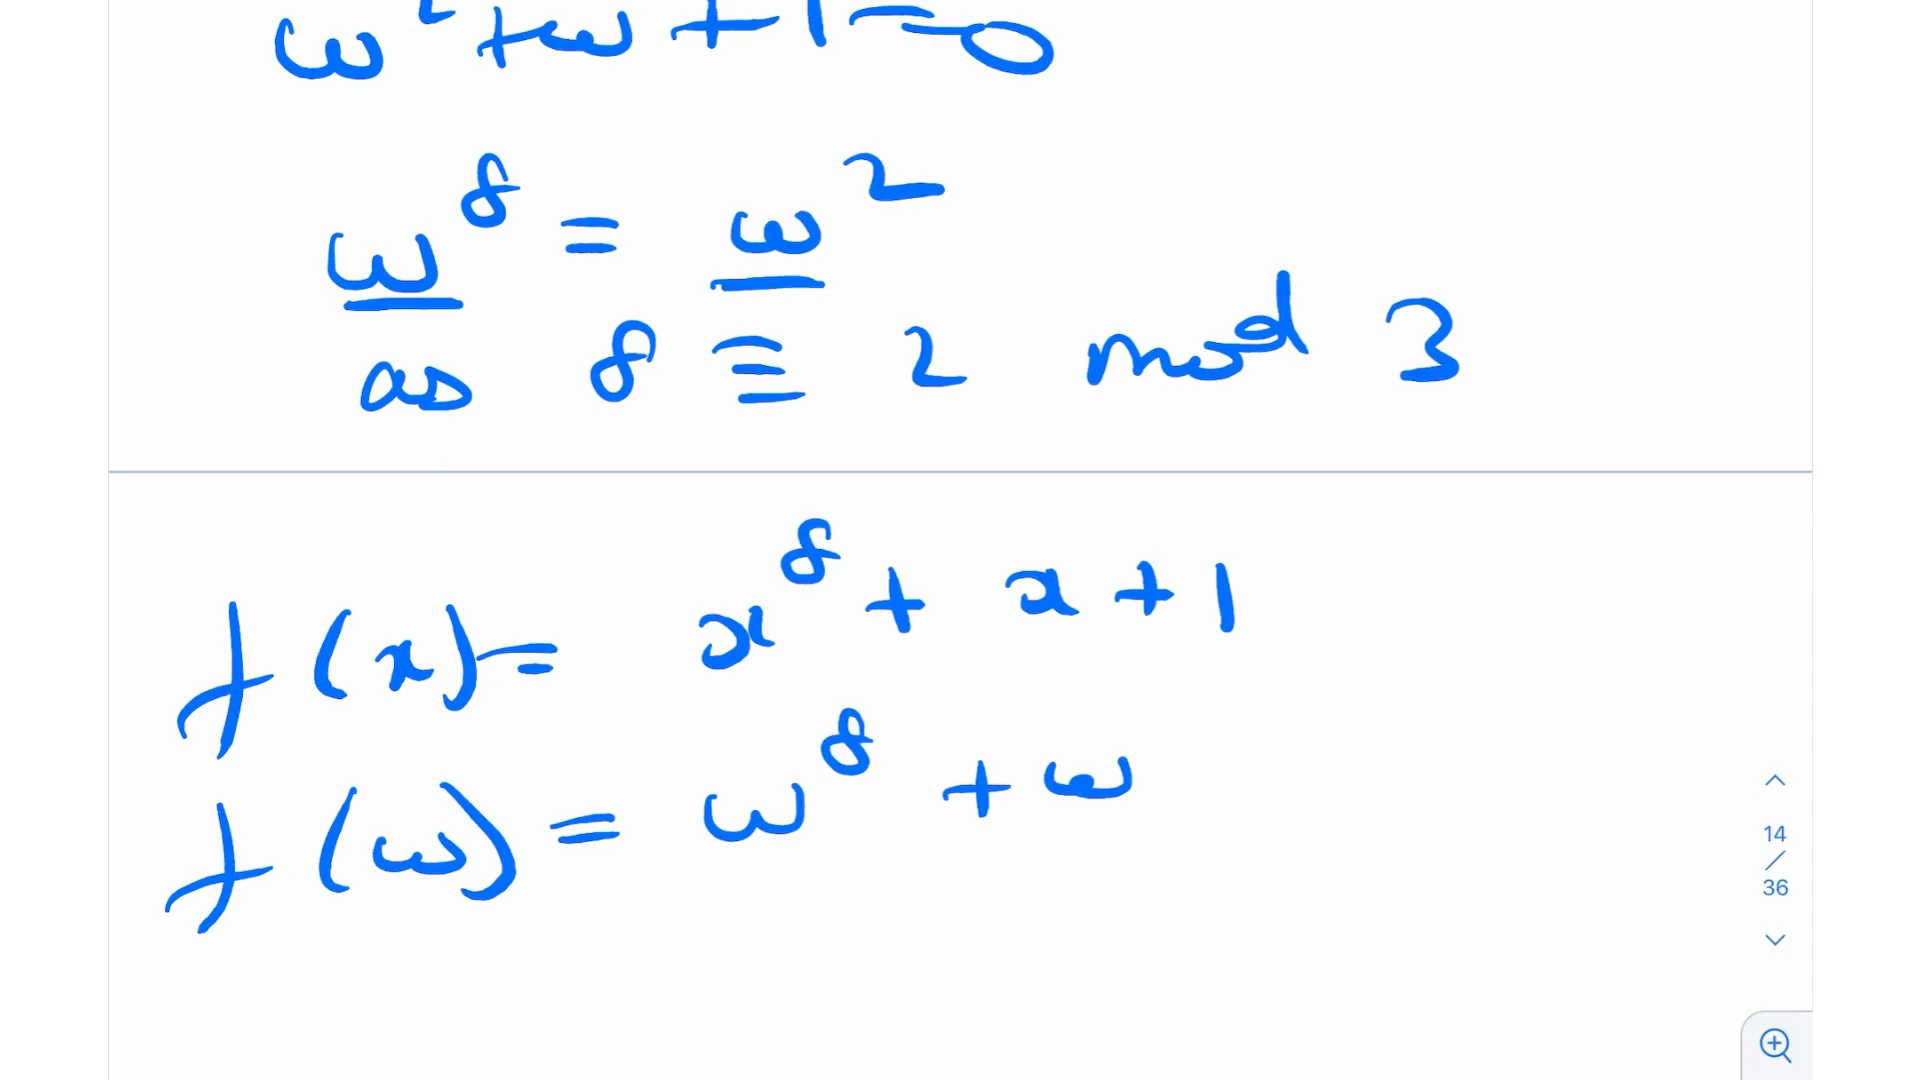 ω²+ω+1=0
ω⁸ = ω²
as 8 ≡ 2 mod 3
f(x)= x⁸ + x + 1
f(ω) = ω⁸ + ω
14
/
36